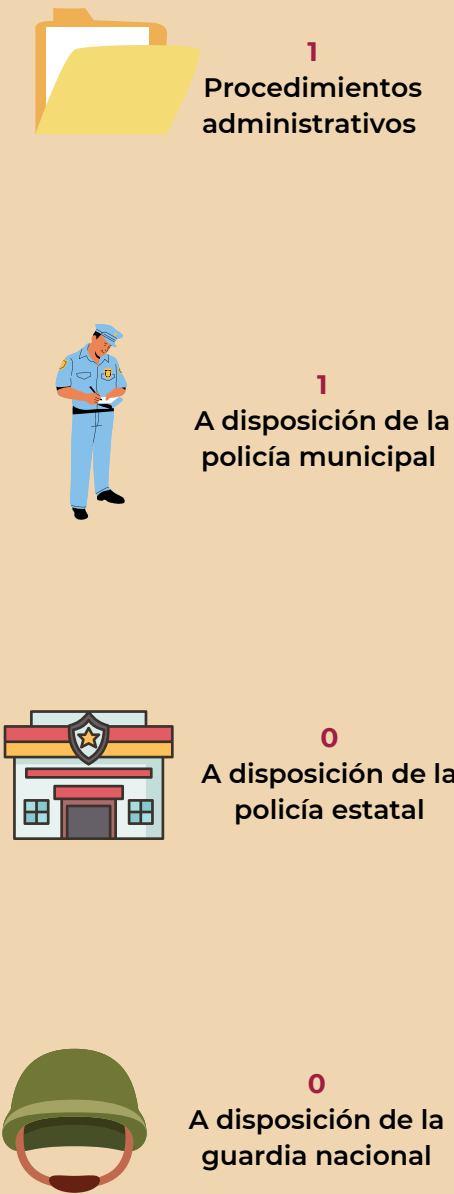 1
Procedimientos
administrativos
1
A disposición de la
policía municipal
0
A disposición de la
policía estatal
0
A disposición de la
guardia nacional